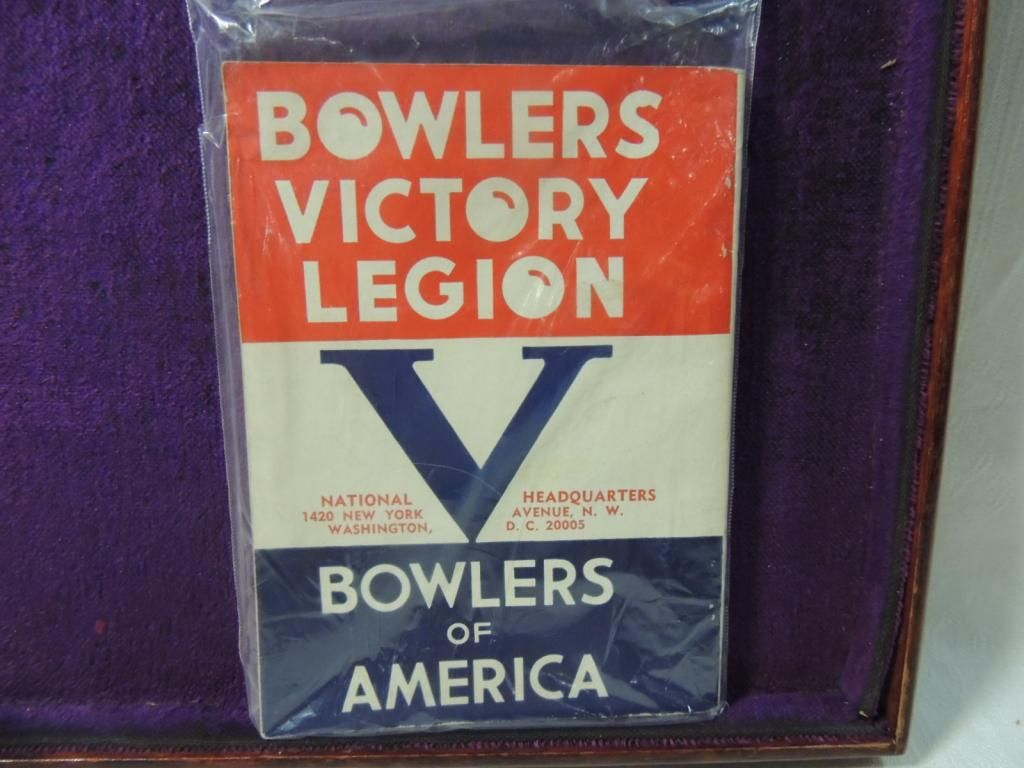 BOWLERS
VICTORY
LEGION
V
NATIONAL HEADQUARTERS
1420 NEW YORK AVENUE, N. W.
WASHINGTON, D. C. 20005
BOWLERS
OF
AMERICA